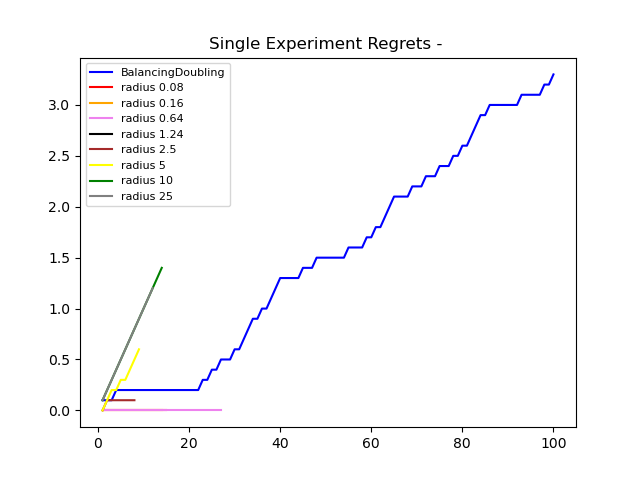 Single Experiment Regrets -
BalancingDoubling
radius 0.08
radius 0.16
radius 0.64
radius 1.24
radius 2.5
radius 5
radius 10
radius 25
3.0
2.5
2.0
1.5
1.0
0.5
0.0
0 20 40 60 80 100